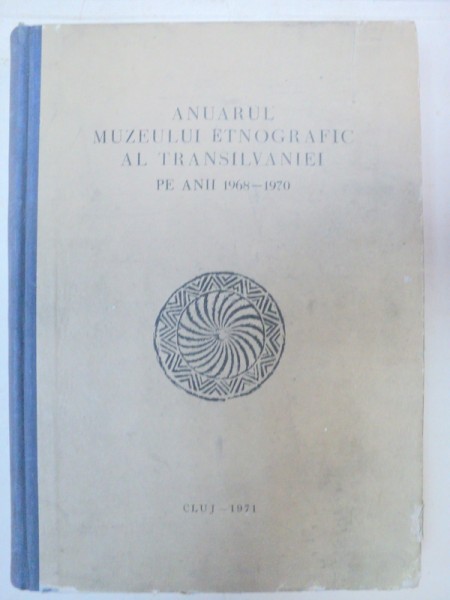 ANUARUL
MUZEULUI ETNOGRAFIC
AL TRANSILVANIEI
PE ANII 1968—1970
CLUJ — 1971